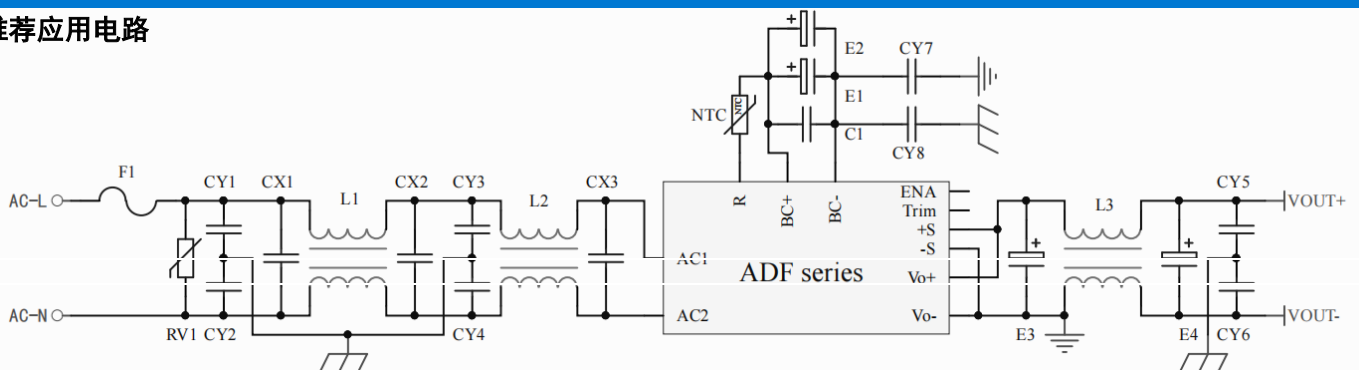 推荐应用电路
E2
CY7
E1
NTC
NTC
C1
CY8
F1
CY1
CX1
L1
CX2
CY3
L2
CX3
CY5
AC-L
R
BC+
BC-
ENA
Trim
+S
-S
Vo+
Vo-
L3
VOUT+
AC1
ADF series
AC-N
AC2
VOUT-
RV1
CY2
CY4
E3
E4
CY6